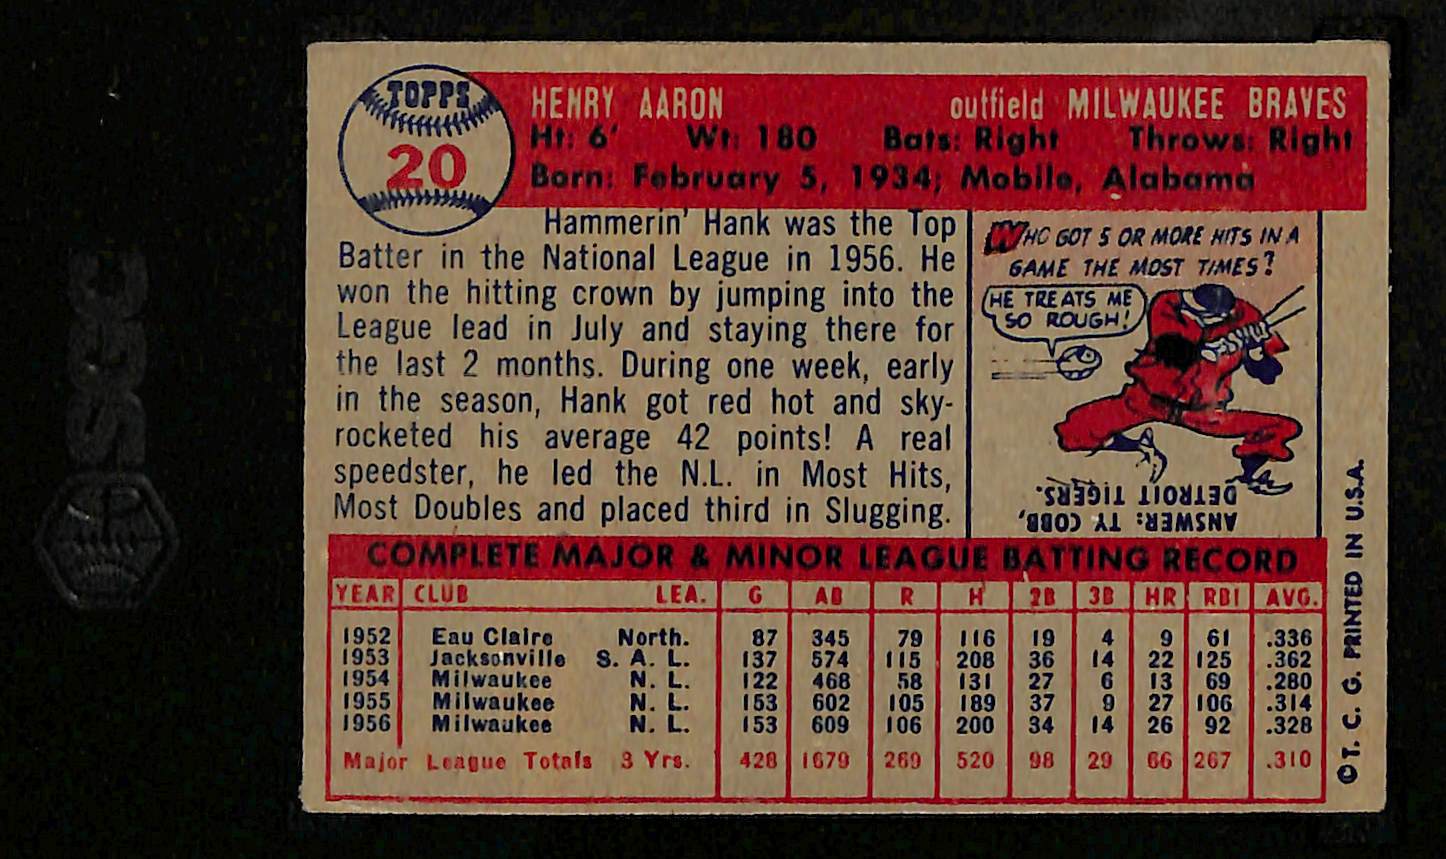 TOPPS
20
HENRY AARON outfield MILWAUKEE BRAVES
Ht: 6' Wt: 180 Bats: Right Throws: Right
Born: February 5, 1934; Mobile, Alabama
Hammerin' Hank was the Top
Batter in the National League in 1956. He
won the hitting crown by jumping into the
League lead in July and staying there for
the last 2 months. During one week, early
in the season, Hank got red hot and sky-
rocketed his average 42 points! A real
speedster, he led the N.L. in Most Hits,
Most Doubles and placed third in Slugging.
WHO GOT 5 OR MORE HITS IN A
GAME THE MOST TIMES?
HE TREATS ME
SO ROUGH!
ANSWER: TY COBB,
DETROIT TIGERS.
COMPLETE MAJOR & MINOR LEAGUE BATTING RECORD
YEAR CLUB LEA. G AB R H 2B 3B HR RBI AVG.
1952 Eau Claire North. 87 345 79 116 19 4 9 61 .336
1953 Jacksonville S. A. L. 137 574 115 208 36 14 22 125 .362
1954 Milwaukee N. L. 122 468 58 131 27 6 13 69 .280
1955 Milwaukee N. L. 153 602 105 189 37 9 27 106 .314
1956 Milwaukee N. L. 153 609 106 200 34 14 26 92 .328
Major League Totals 3 Yrs. 428 1679 269 520 98 29 66 267 .310
© T. C. G. PRINTED IN U.S.A.
SGC